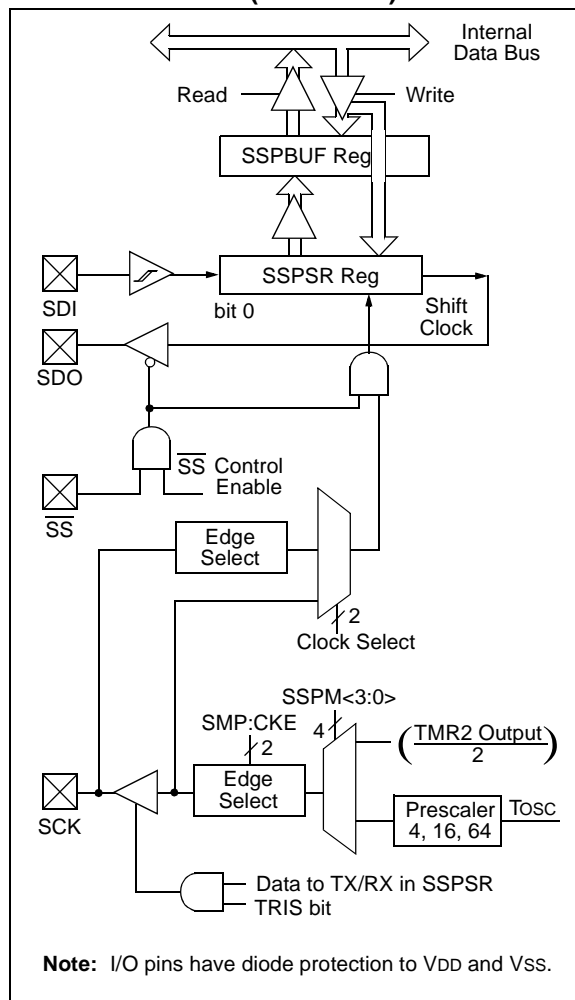 Internal
Data Bus
Read
Write
SSPBUF Reg
SSPSR Reg
SDI
bit 0
Shift
Clock
SDO
SS Control
Enable
SS
Edge
Select
2
Clock Select
SSPM<3:0>
SMP:CKE
4
2
(TMR2 Output
2)
Edge
Select
Prescaler
4, 16, 64
TOSC
SCK
Data to TX/RX in SSPSR
TRIS bit
Note: I/O pins have diode protection to VDD and VSS.